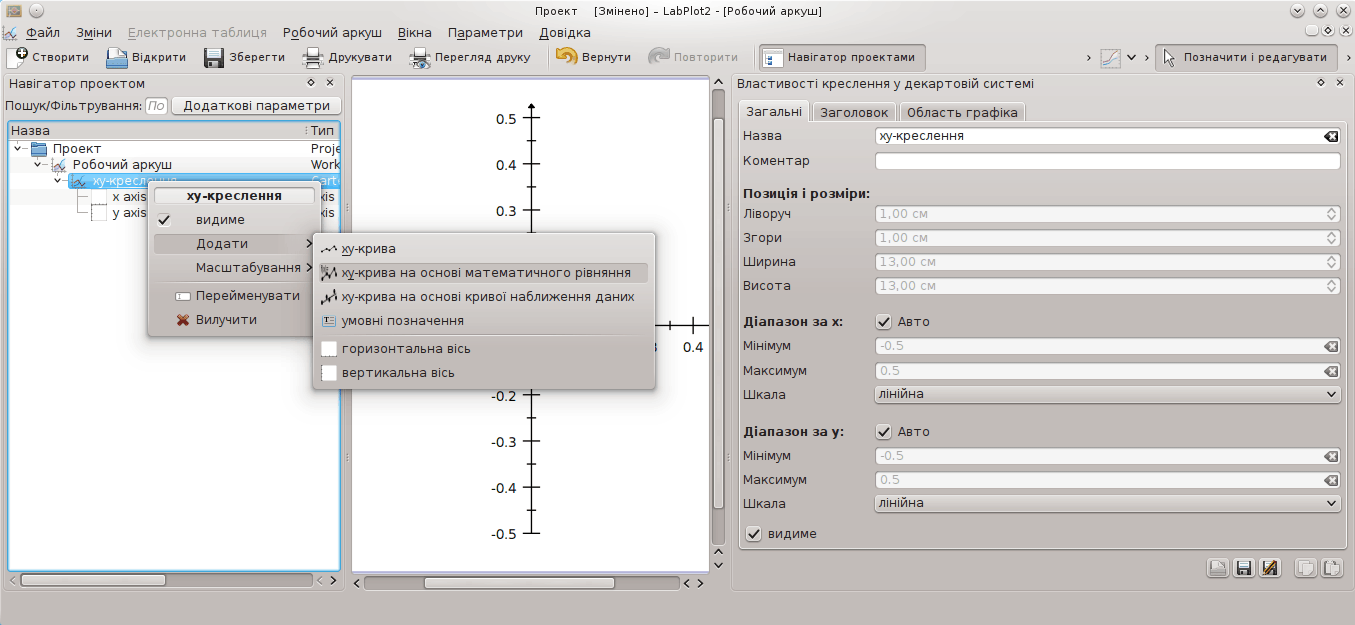 Проект [Змінено] – LabPlot2 - [Робочий аркуш]
Файл Зміни Електронна таблиця Робочий аркуш Вікна Параметри Довідка
Створити Відкрити Зберегти Друкувати Перегляд друку Вернути Повторити Навігатор проектами Позначити і редагувати
Навігатор проектом
Пошук/Фільтрування: По Додаткові параметри
Назва Тип
Проект Proje
Робочий аркуш Work
xy-креслення Cart
x axis xis
y axis xis
xy-креслення
видиме
Додати
Масштабування
Перейменувати
Вилучити
xy-крива
xy-крива на основі математичного рівняння
xy-крива на основі кривої наближення даних
умовні позначення
горизонтальна вісь
вертикальна вісь
0.5
0.4
0.3
0.4
-0.2
-0.3
-0.4
-0.5
Властивості креслення у декартовій системі
Загальні Заголовок Область графіка
Назва xy-креслення
Коментар
Позиція і розміри:
Ліворуч 1,00 см
Згори 1,00 см
Ширина 13,00 см
Висота 13,00 см
Діапазон за x: Авто
Мінімум -0.5
Максимум 0.5
Шкала лінійна
Діапазон за y: Авто
Мінімум -0.5
Максимум 0.5
Шкала лінійна
видиме